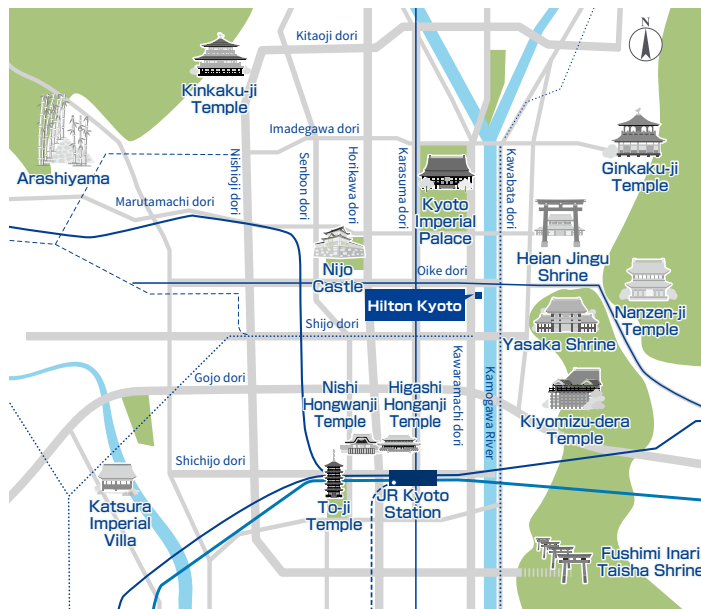 Kitaoji dori
N
Kinkaku-ji
Temple
Imadegawa dori
Arashiyama
Nishioji dori
Senbon dori
Horikawa dori
Karasuma dori
Kawabata dori
Ginkaku-ji
Temple
Marutamachi dori
Kyoto
Imperial
Palace
Heian Jingu
Shrine
Nijo
Castle
Oike dori
Hilton Kyoto
Nanzen-ji
Temple
Shijo dori
Yasaka Shrine
Gojo dori
Nishi
Hongwanji
Temple
Higashi
Honganji
Temple
Kawaramachi dori
Kamogawa River
Kiyomizu-dera
Temple
Shichijo dori
Katsura
Imperial
Villa
To-ji
Temple
JR Kyoto
Station
Fushimi Inari
Taisha Shrine